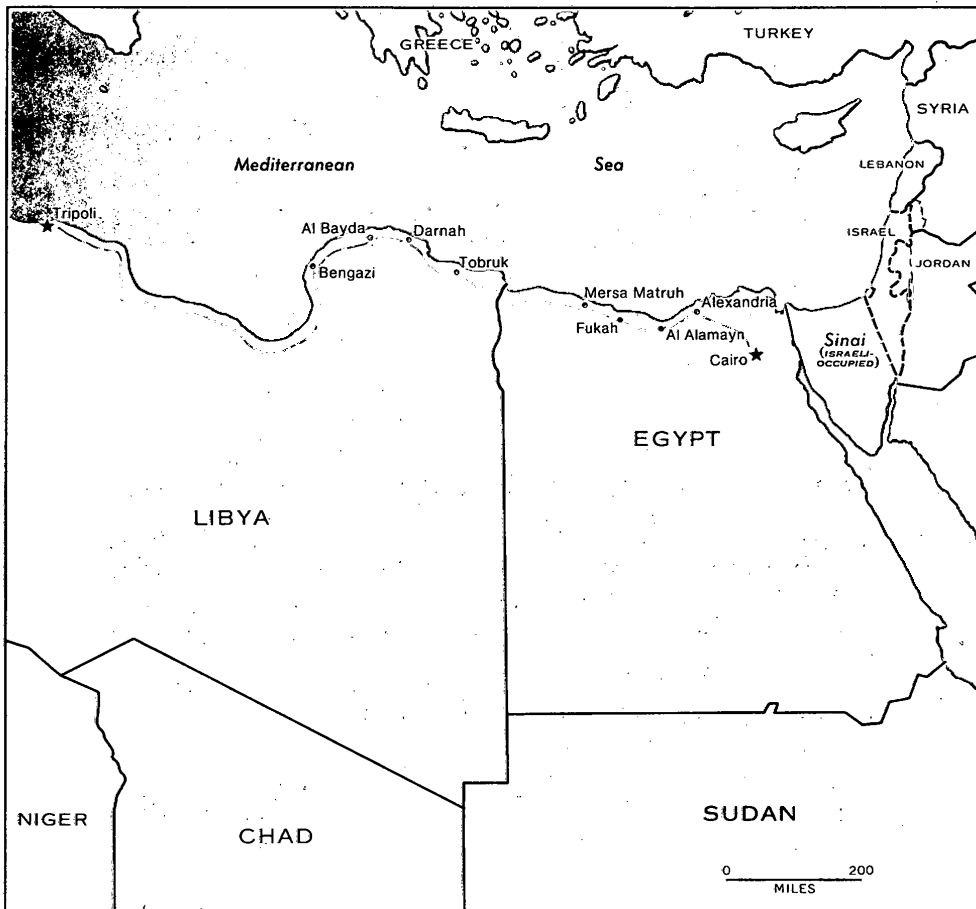 TURKEY
GREECE
SYRIA
Mediterranean
Sea
LEBANON
Tripoli
Al Bayda
Darnah
ISRAEL
Bengazi
Tobruk
JORDAN
Mersa Matruh
Alexandria
Fukah
Al Alamayn
Cairo
Sinai
(ISRAELI-
OCCUPIED)
EGYPT
LIBYA
NIGER
CHAD
SUDAN
0 200
MILES